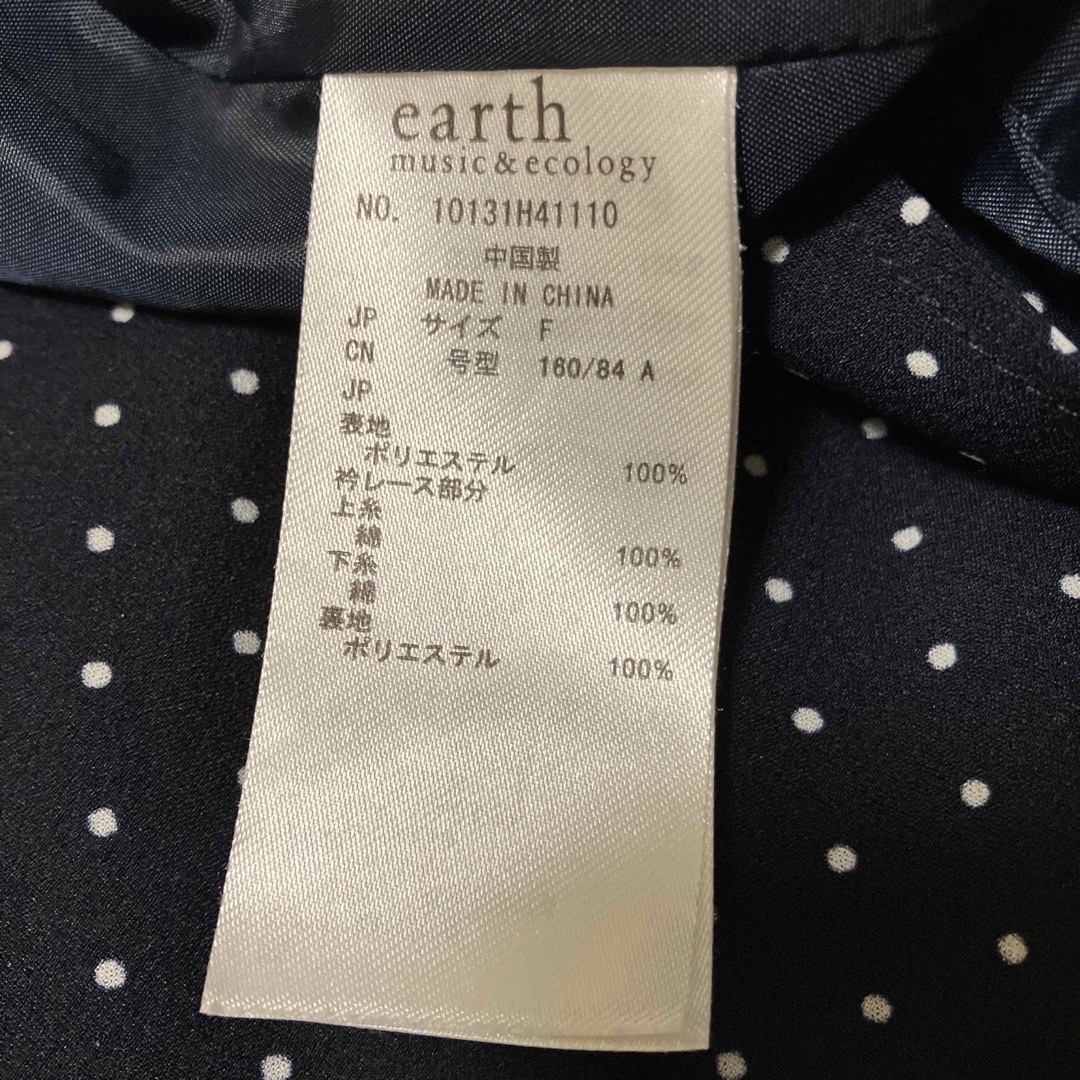 earth
music & ecology
NO. 10131H41110
中国製
MADE IN CHINA
JP サイズ F
CN 号型 160/84 A
JP
表地
ポリエステル 100%
衿レース部分
上糸
綿 100%
下糸
綿 100%
裏地
ポリエステル 100%